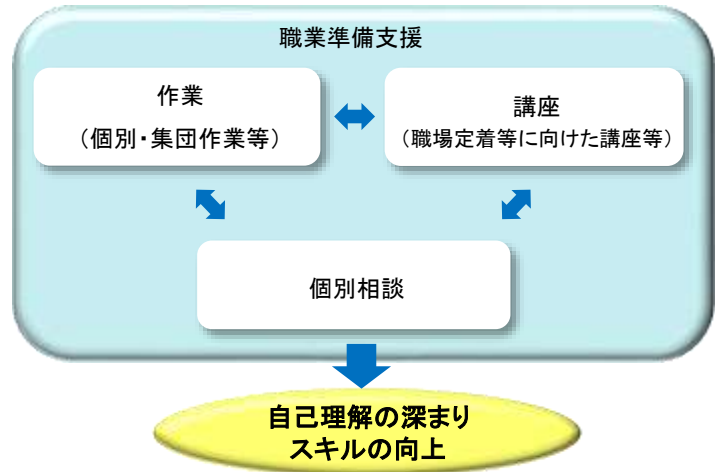 職業準備支援
作業
（個別・集団作業等）
講座
（職場定着等に向けた講座等）
個別相談
自己理解の深まり
スキルの向上